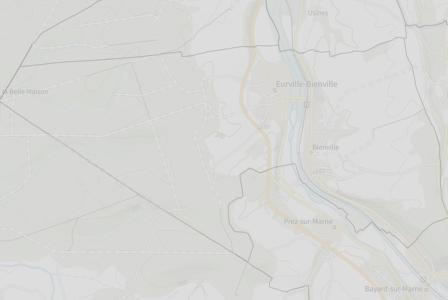 Usines
Eurville-Bienville
la Belle Maison
Bienville
Prez-sur-Marne
Bayard-sur-Marne